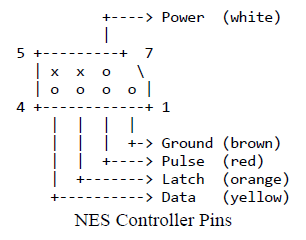 +----> Power (white)
|
5 +---------+ 7
| x x o \
| o o o o |
4 +------------+ 1
| | | |
| | | +-> Ground (brown)
| | +----> Pulse (red)
| +-------> Latch (orange)
+----------> Data (yellow)
NES Controller Pins